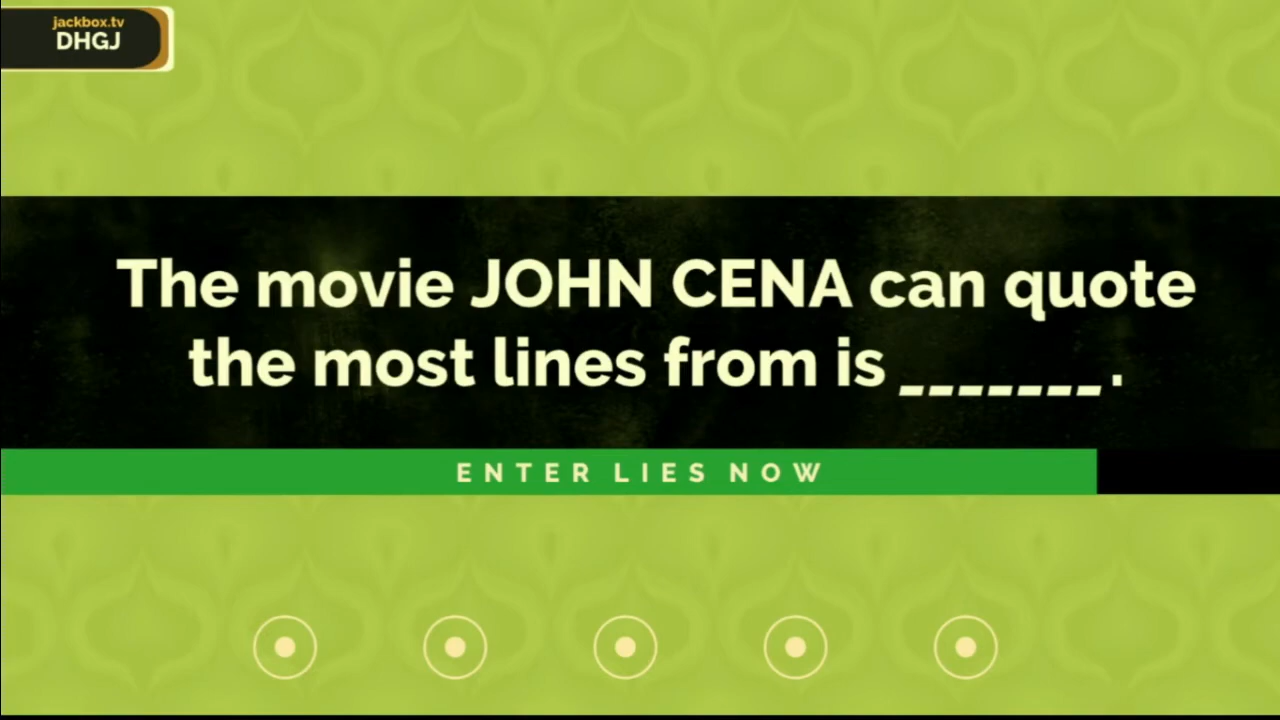 jackbox.tv
DHGJ
The movie JOHN CENA can quote
the most lines from is _______.
ENTER LIES NOW